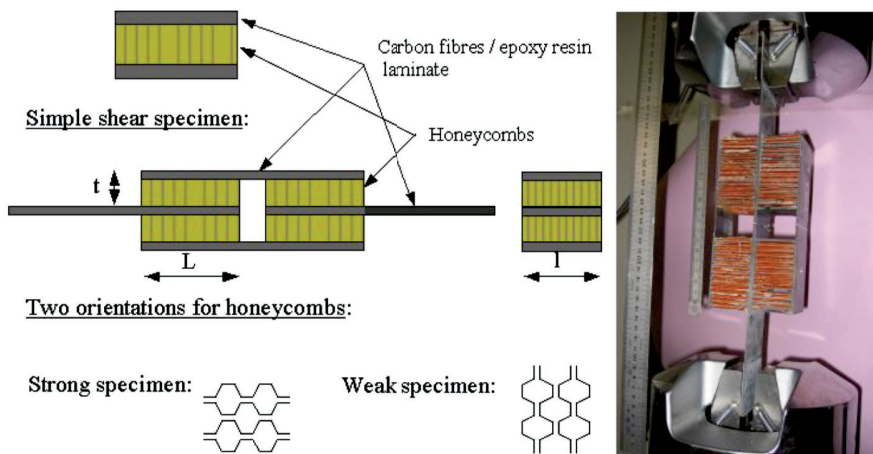 Carbon fibres / epoxy resin
laminate
Simple shear specimen:
Honeycombs
t
L
l
Two orientations for honeycombs:
Strong specimen:
Weak specimen: